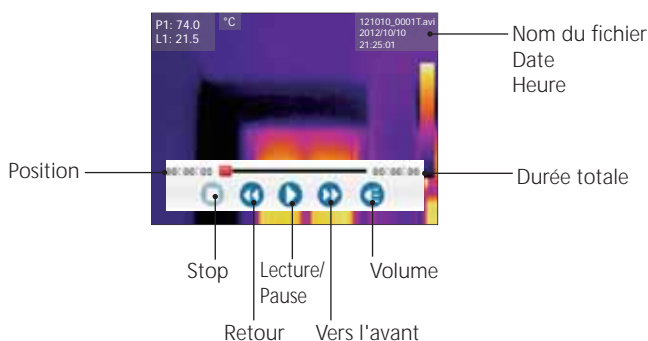 P1: 74.0
L1: 21.5
°C
121010_0001T.avi
2012/10/10
21:25:01
Nom du fichier
Date
Heure
Position
Durée totale
Stop
Lecture/
Pause
Volume
Retour
Vers l'avant